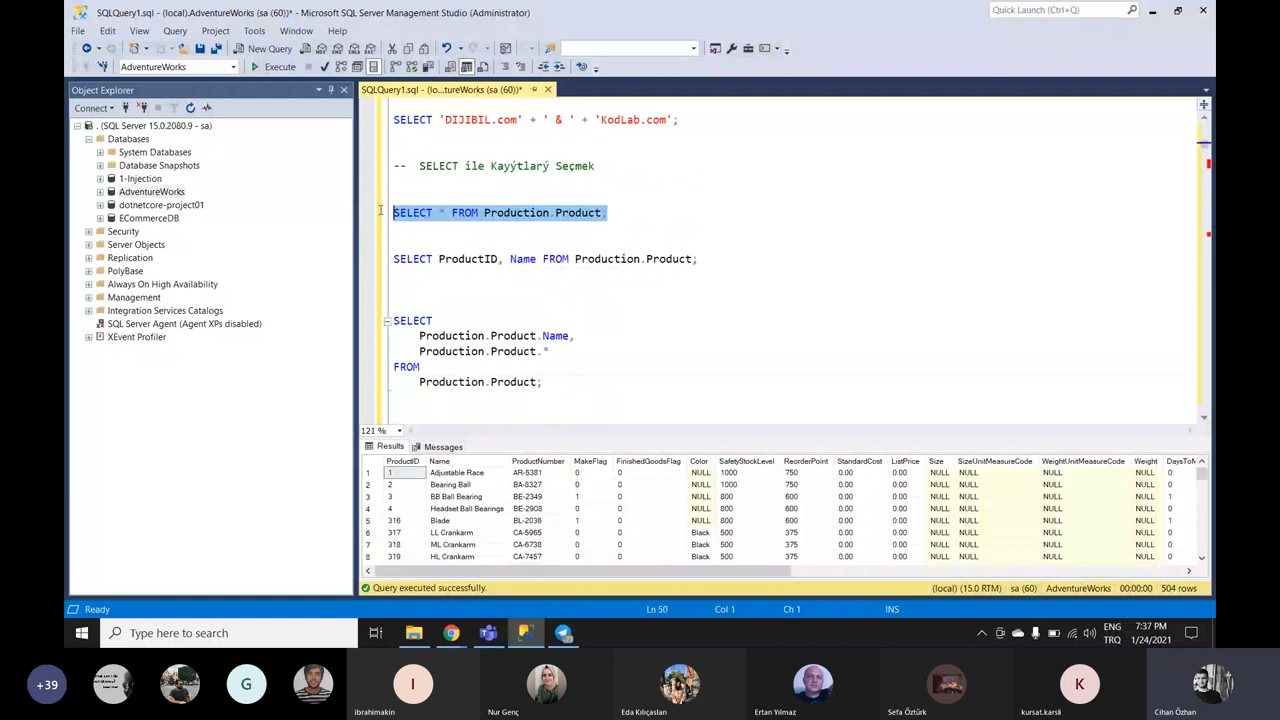 SQLQuery1.sql - (local).AdventureWorks (sa (60))* - Microsoft SQL Server Management Studio (Administrator)
Quick Launch (Ctrl+Q)
File Edit View Query Project Tools Window Help
New Query
AdventureWorks
Execute
Object Explorer
SQLQuery1.sql - (lo...tureWorks (sa (60))*
Connect
. (SQL Server 15.0.2080.9 - sa)
Databases
System Databases
Database Snapshots
1-Injection
AdventureWorks
dotnetcore-project01
ECommerceDB
Security
Server Objects
Replication
PolyBase
Always On High Availability
Management
Integration Services Catalogs
SQL Server Agent (Agent XPs disabled)
XEvent Profiler
SELECT 'DIJIBIL.com' + ' & ' + 'KodLab.com';
-- SELECT ile Kayýtlarý Seçmek
SELECT * FROM Production.Product;
SELECT ProductID, Name FROM Production.Product;
SELECT
Production.Product.Name,
Production.Product.*
FROM
Production.Product;
121 %
Results Messages
ProductID Name ProductNumber MakeFlag FinishedGoodsFlag Color SafetyStockLevel ReorderPoint StandardCost ListPrice Size SizeUnitMeasureCode WeightUnitMeasureCode Weight DaysToM
1 1 Adjustable Race AR-5381 0 0 NULL 1000 750 0.00 0.00 NULL NULL NULL NULL 0
2 2 Bearing Ball BA-8327 0 0 NULL 1000 750 0.00 0.00 NULL NULL NULL NULL 0
3 3 BB Ball Bearing BE-2349 1 0 NULL 800 600 0.00 0.00 NULL NULL NULL NULL 1
4 4 Headset Ball Bearings BE-2908 0 0 NULL 800 600 0.00 0.00 NULL NULL NULL NULL 0
5 316 Blade BL-2036 1 0 NULL 800 600 0.00 0.00 NULL NULL NULL NULL 1
6 317 LL Crankarm CA-5965 0 0 Black 500 375 0.00 0.00 NULL NULL NULL NULL 0
7 318 ML Crankarm CA-6738 0 0 Black 500 375 0.00 0.00 NULL NULL NULL NULL 0
8 319 HL Crankarm CA-7457 0 0 Black 500 375 0.00 0.00 NULL NULL NULL NULL 0
Query executed successfully.
(local) (15.0 RTM) sa (60) AdventureWorks 00:00:00 504 rows
Ready
Ln 50 Col 1 Ch 1 INS
Type here to search
ENG
TRQ
7:37 PM
1/24/2021
+39
G
I
K
ibrahimakin
Nur Genç
Eda Kılıçaslan
Ertan Yılmaz
Sefa Öztürk
kursat.karsli
Cihan Özhan